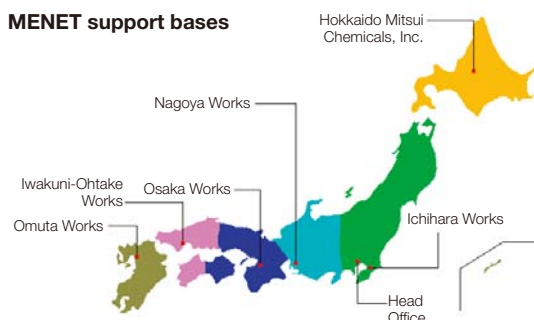 MENET support bases
Hokkaido Mitsui
Chemicals, Inc.
Nagoya Works
Iwakuni-Ohtake
Works
Osaka Works
Omuta Works
Ichihara Works
Head
Office